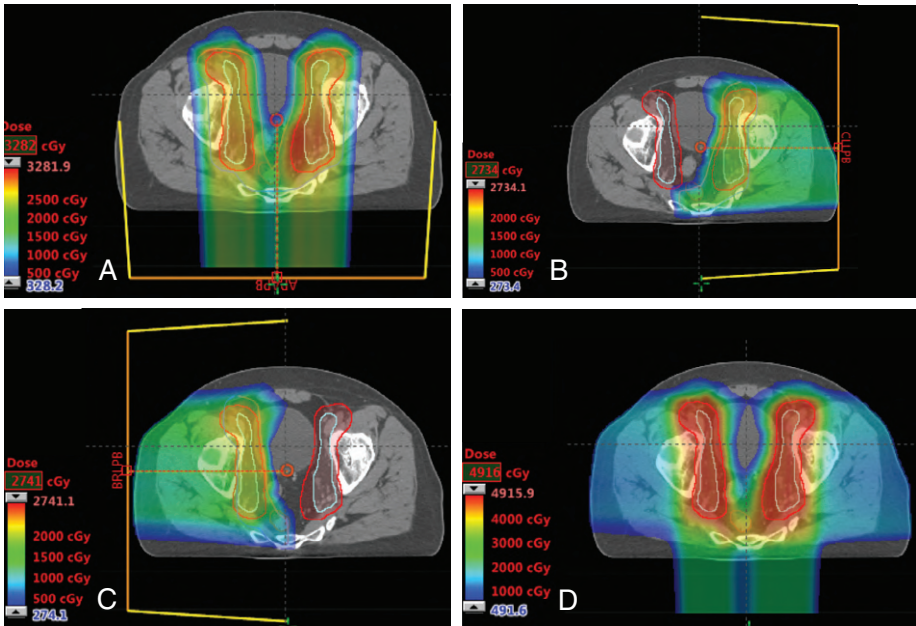 Dose
3282 cGy
3281.9
2500 cGy
2000 cGy
1500 cGy
1000 cGy
500 cGy
328.2
A
Dose
2734 cGy
2734.1
2000 cGy
1500 cGy
1000 cGy
500 cGy
273.4
B
CLLPB
Dose
2741 cGy
2741.1
2000 cGy
1500 cGy
1000 cGy
500 cGy
274.1
C
BRLPB
Dose
4916 cGy
4915.9
4000 cGy
3000 cGy
2000 cGy
1000 cGy
491.6
D